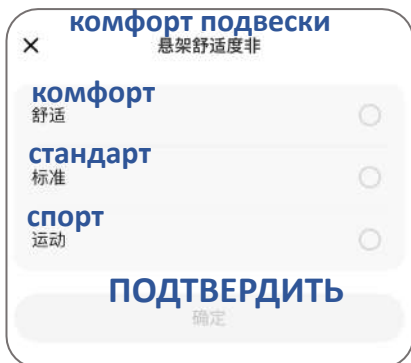 комфорт подвески
× 悬架舒适度非
комфорт
舒适
стандарт
标准
спорт
运动
ПОДТВЕРДИТЬ
确定